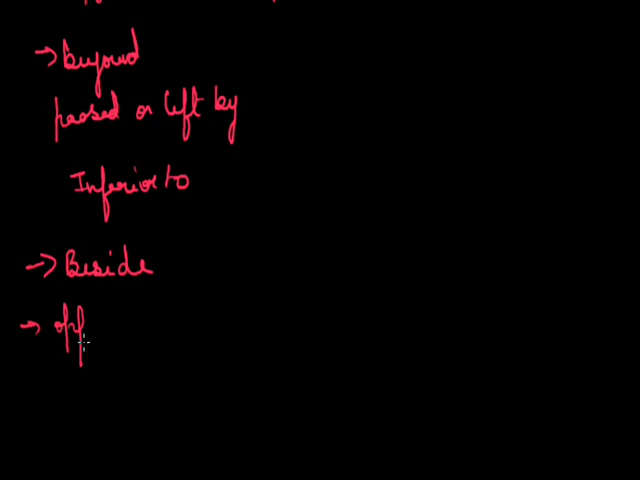 → beyond
passed or left by
Inferior to
→ Beside
→ opp